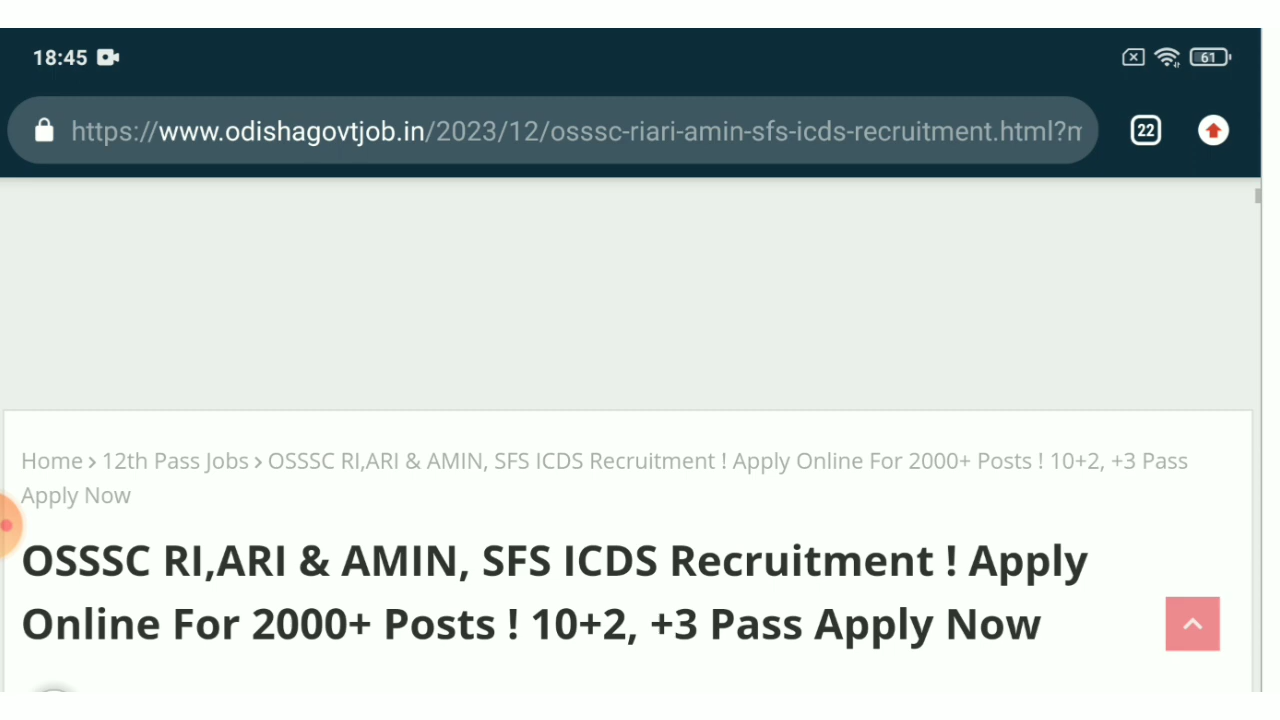 18:45
61
https://www.odishagovtjob.in/2023/12/osssc-riari-amin-sfs-icds-recruitment.html?m
22
Home > 12th Pass Jobs > OSSSC RI,ARI & AMIN, SFS ICDS Recruitment ! Apply Online For 2000+ Posts ! 10+2, +3 Pass
Apply Now
OSSSC RI,ARI & AMIN, SFS ICDS Recruitment ! Apply
Online For 2000+ Posts ! 10+2, +3 Pass Apply Now